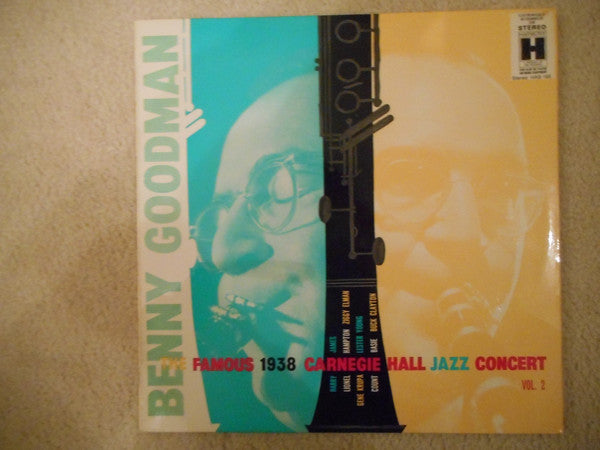 BENNY GOODMAN
THE FAMOUS 1938 CARNEGIE HALL JAZZ CONCERT
VOL. 2
HARRY JAMES
LIONEL HAMPTON ZIGGY ELMAN
GENE KRUPA LESTER YOUNG
COUNT BASIE BUCK CLAYTON
STEREO
H